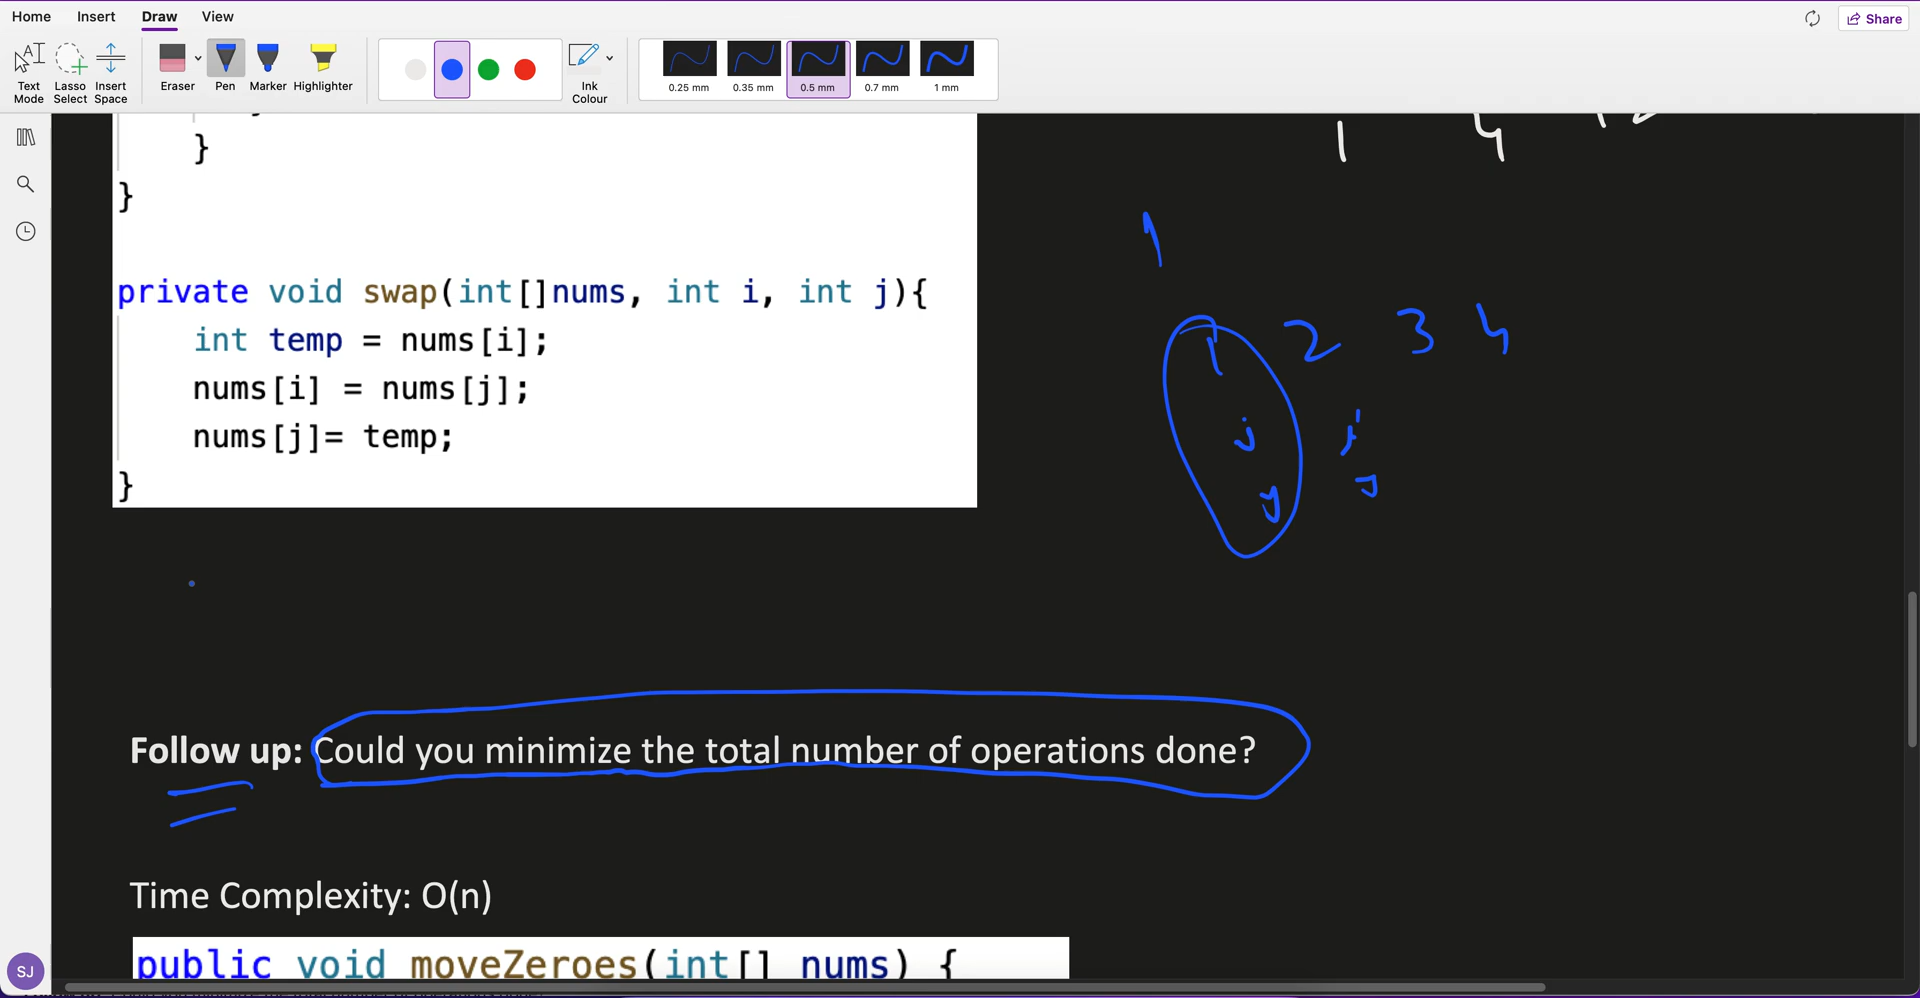 Home Insert Draw View
Share
Text Mode
Lasso Select
Insert Space
Eraser
Pen
Marker
Highlighter
Ink Colour
0.25 mm
0.35 mm
0.5 mm
0.7 mm
1 mm
}
}
1 4
1
private void swap(int[]nums, int i, int j){
int temp = nums[i];
nums[i] = nums[j];
nums[j]= temp;
}
1 2 3 4
j i
j
Follow up: Could you minimize the total number of operations done?
Time Complexity: O(n)
public void moveZeroes(int[] nums) {
SJ